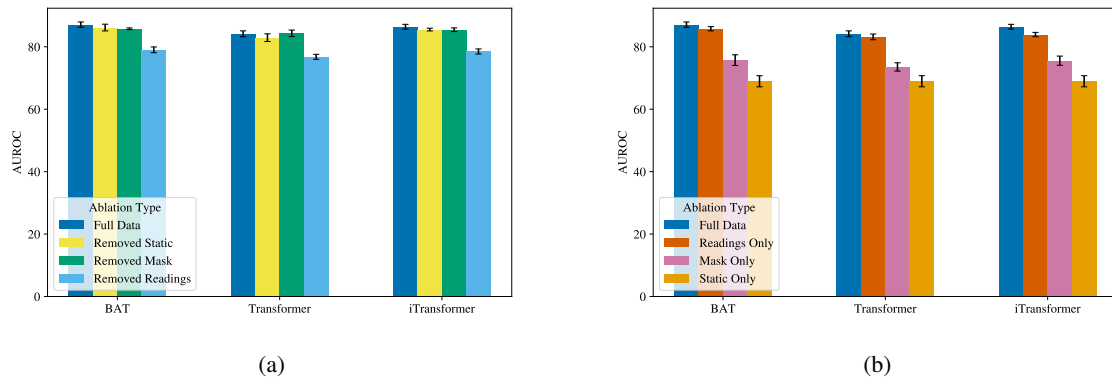 AUROC
80
60
40
20
0
Ablation Type
Full Data
Removed Static
Removed Mask
Removed Readings
BAT
Transformer
iTransformer
(a)
AUROC
80
60
40
20
0
Ablation Type
Full Data
Readings Only
Mask Only
Static Only
BAT
Transformer
iTransformer
(b)